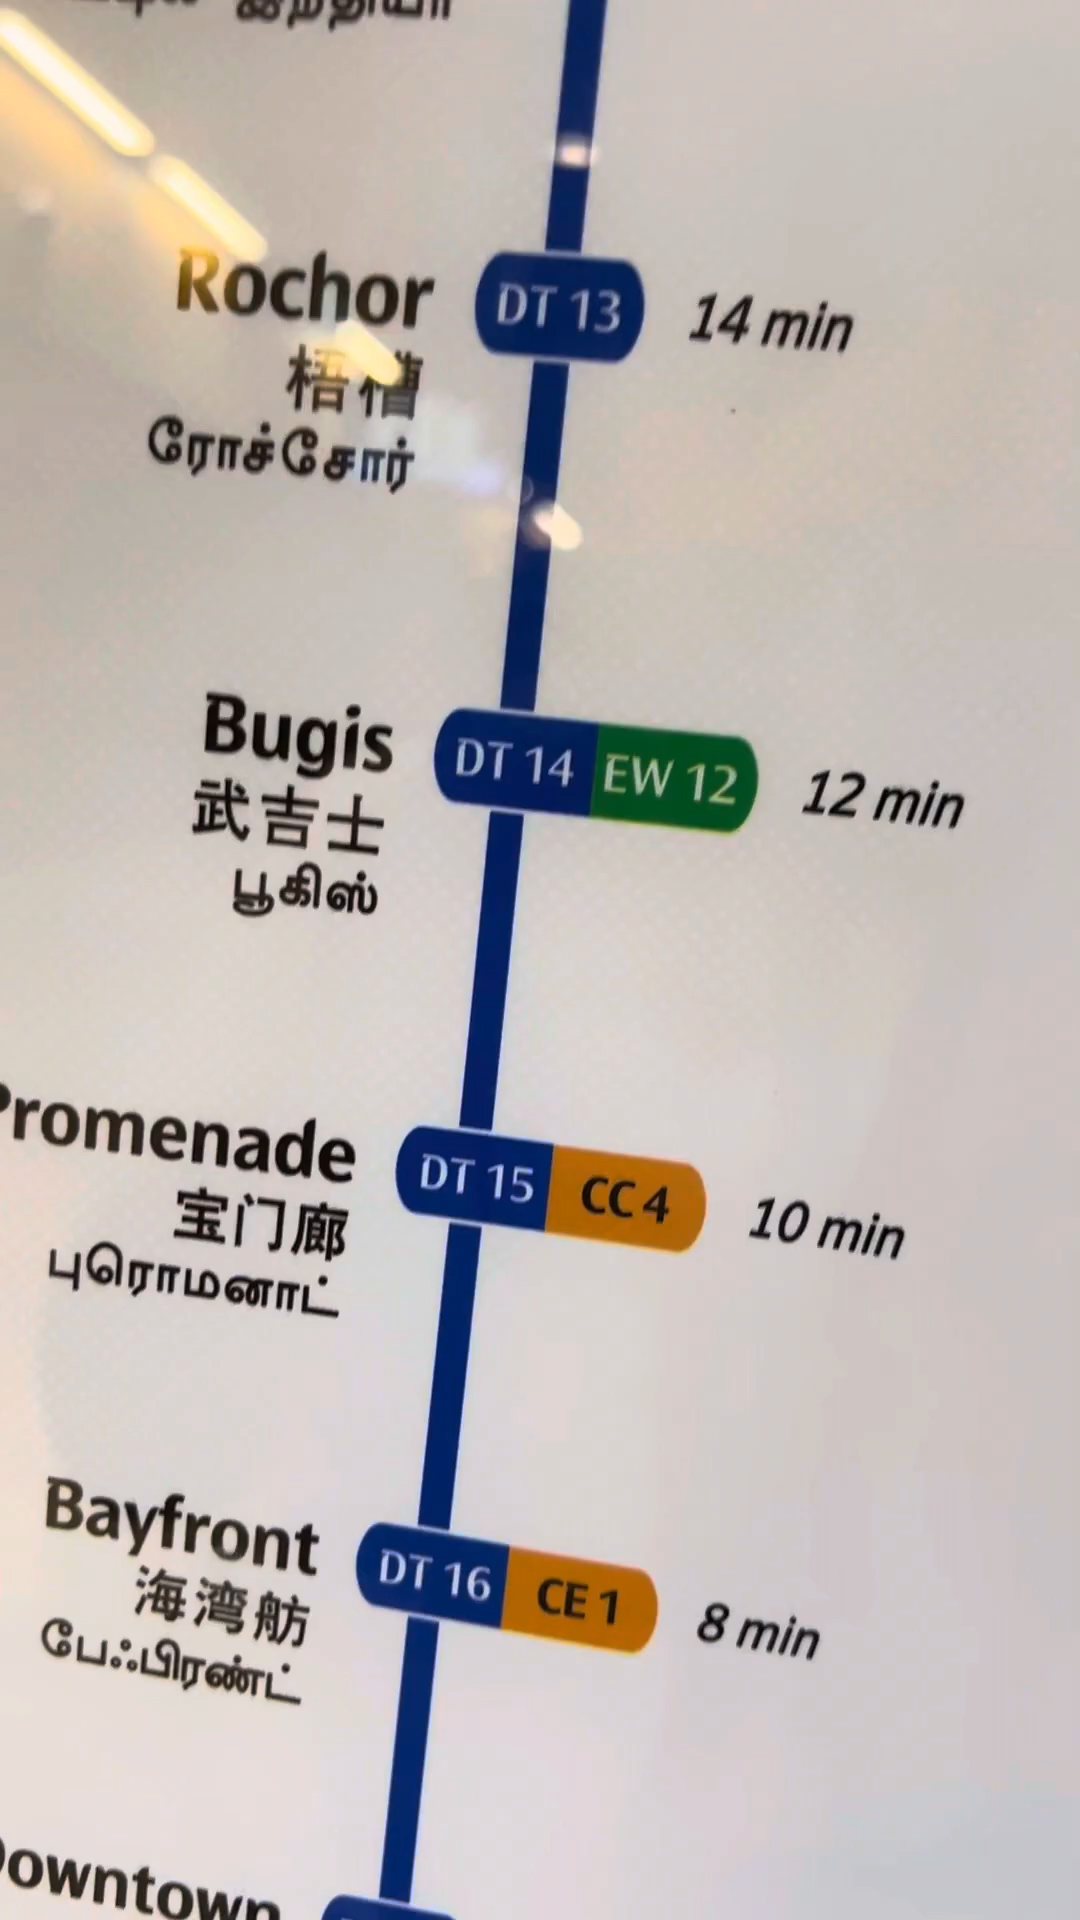 இந்தியா
Rochor
DT 13
14 min
梧槽
ரோச்சோர்
Bugis
DT 14 EW 12
12 min
武吉士
பூகிஸ்
Promenade
DT 15 CC 4
10 min
宝门廊
புரொமனாட்
Bayfront
DT 16 CE 1
8 min
海湾舫
பேஃபிரண்ட்
Downtown